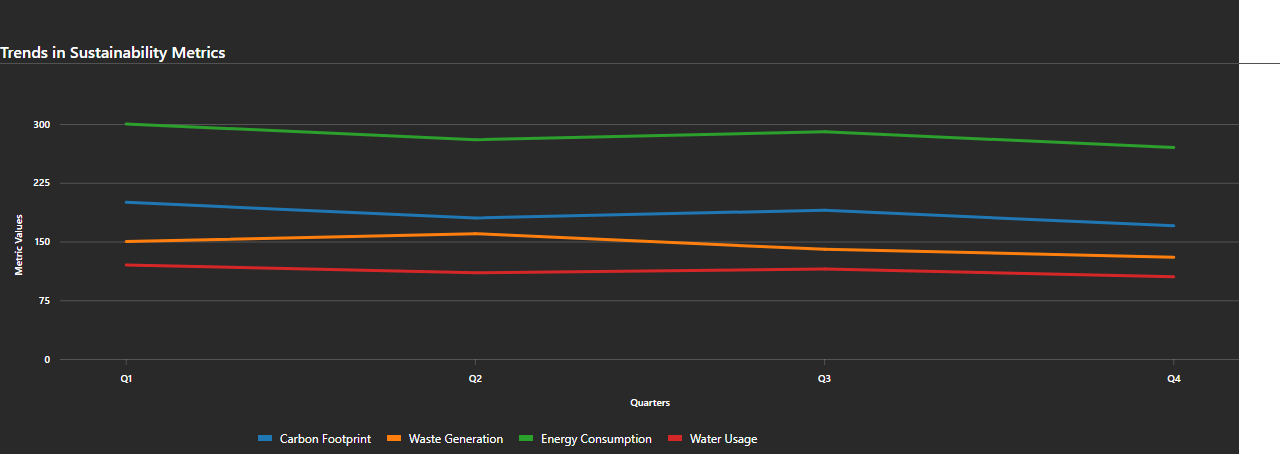 Trends in Sustainability Metrics
300
225
150
75
0
Metric Values
Q1 Q2 Q3 Q4
Quarters
Carbon Footprint Waste Generation Energy Consumption Water Usage